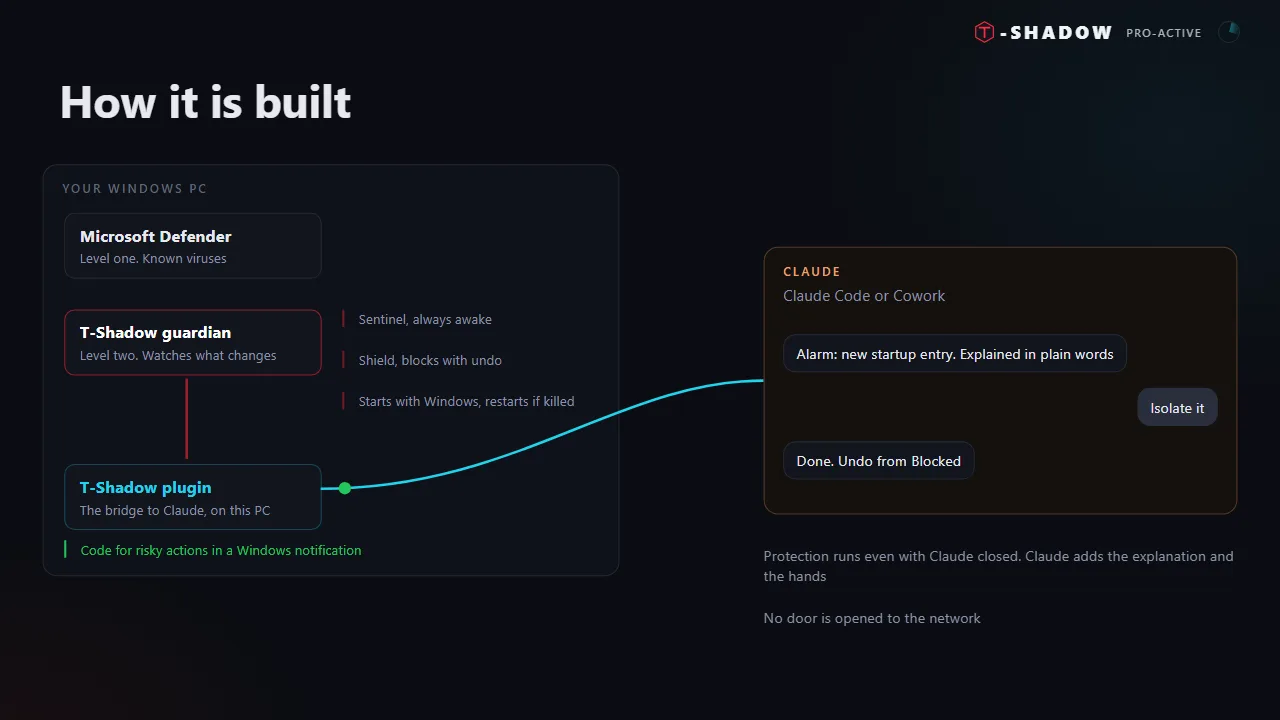 T-SHADOW PRO-ACTIVE
How it is built
YOUR WINDOWS PC
Microsoft Defender
Level one. Known viruses
T-Shadow guardian
Level two. Watches what changes
Sentinel, always awake
Shield, blocks with undo
Starts with Windows, restarts if killed
T-Shadow plugin
The bridge to Claude, on this PC
Code for risky actions in a Windows notification
CLAUDE
Claude Code or Cowork
Alarm: new startup entry. Explained in plain words
Isolate it
Done. Undo from Blocked
Protection runs even with Claude closed. Claude adds the explanation and
the hands
No door is opened to the network